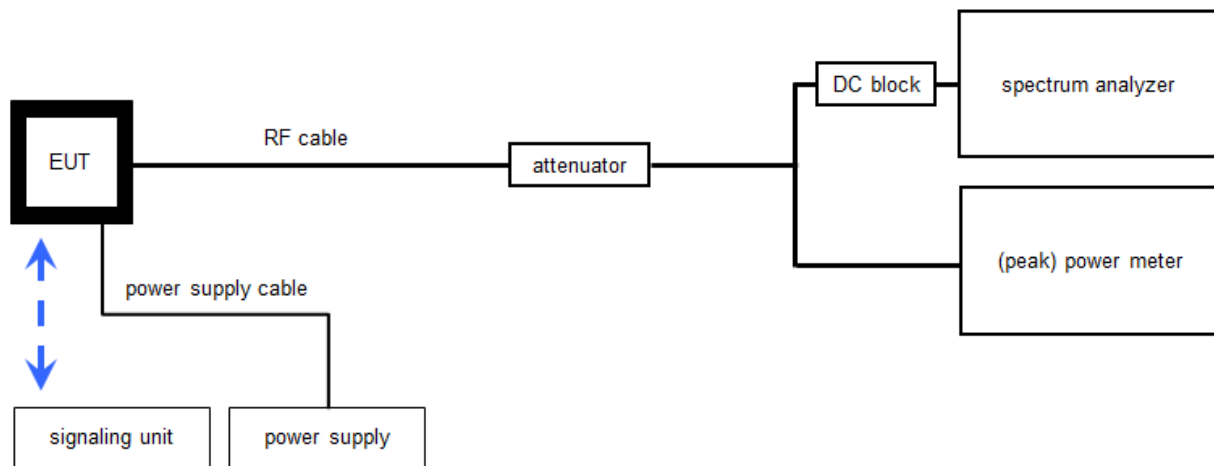 DC block
spectrum analyzer
RF cable
EUT
attenuator
(peak) power meter
power supply cable
signaling unit
power supply